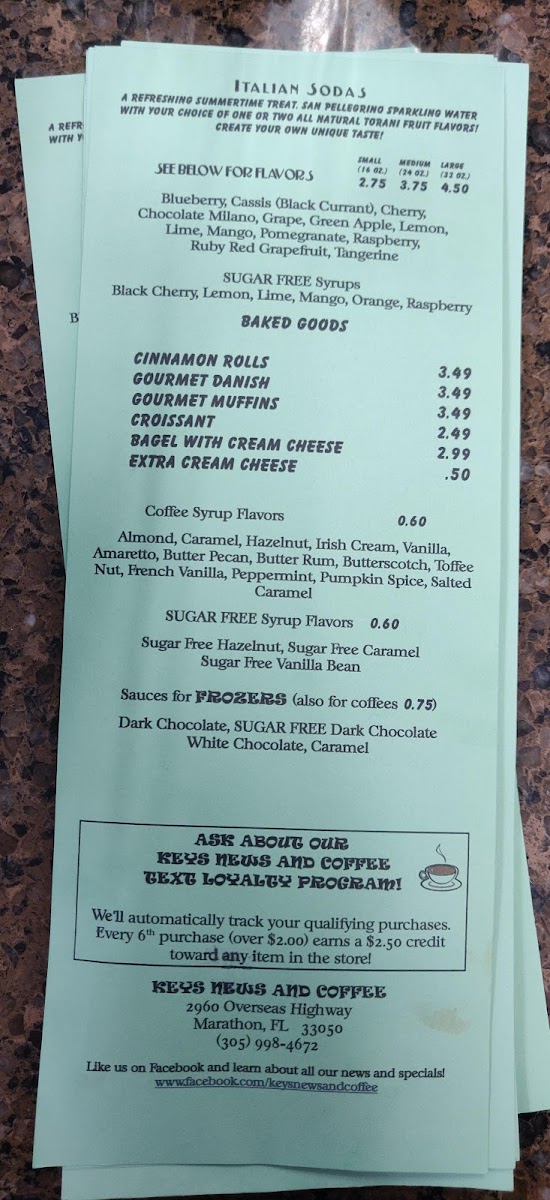 ITALIAN SODAS
A REFRESHING SUMMERTIME TREAT. SAN PELLEGRINO SPARKLING WATER
WITH YOUR CHOICE OF ONE OR TWO ALL NATURAL TORANI FRUIT FLAVORS!
CREATE YOUR OWN UNIQUE TASTE!
SMALL MEDIUM LARGE
SEE BELOW FOR FLAVORS (16 OZ.) (24 OZ.) (32 OZ.)
2.75 3.75 4.50
Blueberry, Cassis (Black Currant), Cherry,
Chocolate Milano, Grape, Green Apple, Lemon,
Lime, Mango, Pomegranate, Raspberry,
Ruby Red Grapefruit, Tangerine
SUGAR FREE Syrups
Black Cherry, Lemon, Lime, Mango, Orange, Raspberry
BAKED GOODS
CINNAMON ROLLS 3.49
GOURMET DANISH 3.49
GOURMET MUFFINS 3.49
CROISSANT 2.49
BAGEL WITH CREAM CHEESE 2.99
EXTRA CREAM CHEESE .50
Coffee Syrup Flavors 0.60
Almond, Caramel, Hazelnut, Irish Cream, Vanilla,
Amaretto, Butter Pecan, Butter Rum, Butterscotch, Toffee
Nut, French Vanilla, Peppermint, Pumpkin Spice, Salted
Caramel
SUGAR FREE Syrup Flavors 0.60
Sugar Free Hazelnut, Sugar Free Caramel
Sugar Free Vanilla Bean
Sauces for FROZERS (also for coffees 0.75)
Dark Chocolate, SUGAR FREE Dark Chocolate
White Chocolate, Caramel
ASK ABOUT OUR
KEYS NEWS AND COFFEE
TEXT LOYALTY PROGRAM!
We'll automatically track your qualifying purchases.
Every 6th purchase (over $2.00) earns a $2.50 credit
toward any item in the store!
KEYS NEWS AND COFFEE
2960 Overseas Highway
Marathon, FL 33050
(305) 998-4672
Like us on Facebook and learn about all our news and specials!
www.facebook.com/keysnewsandcoffee
A REFR
WITH Y
B